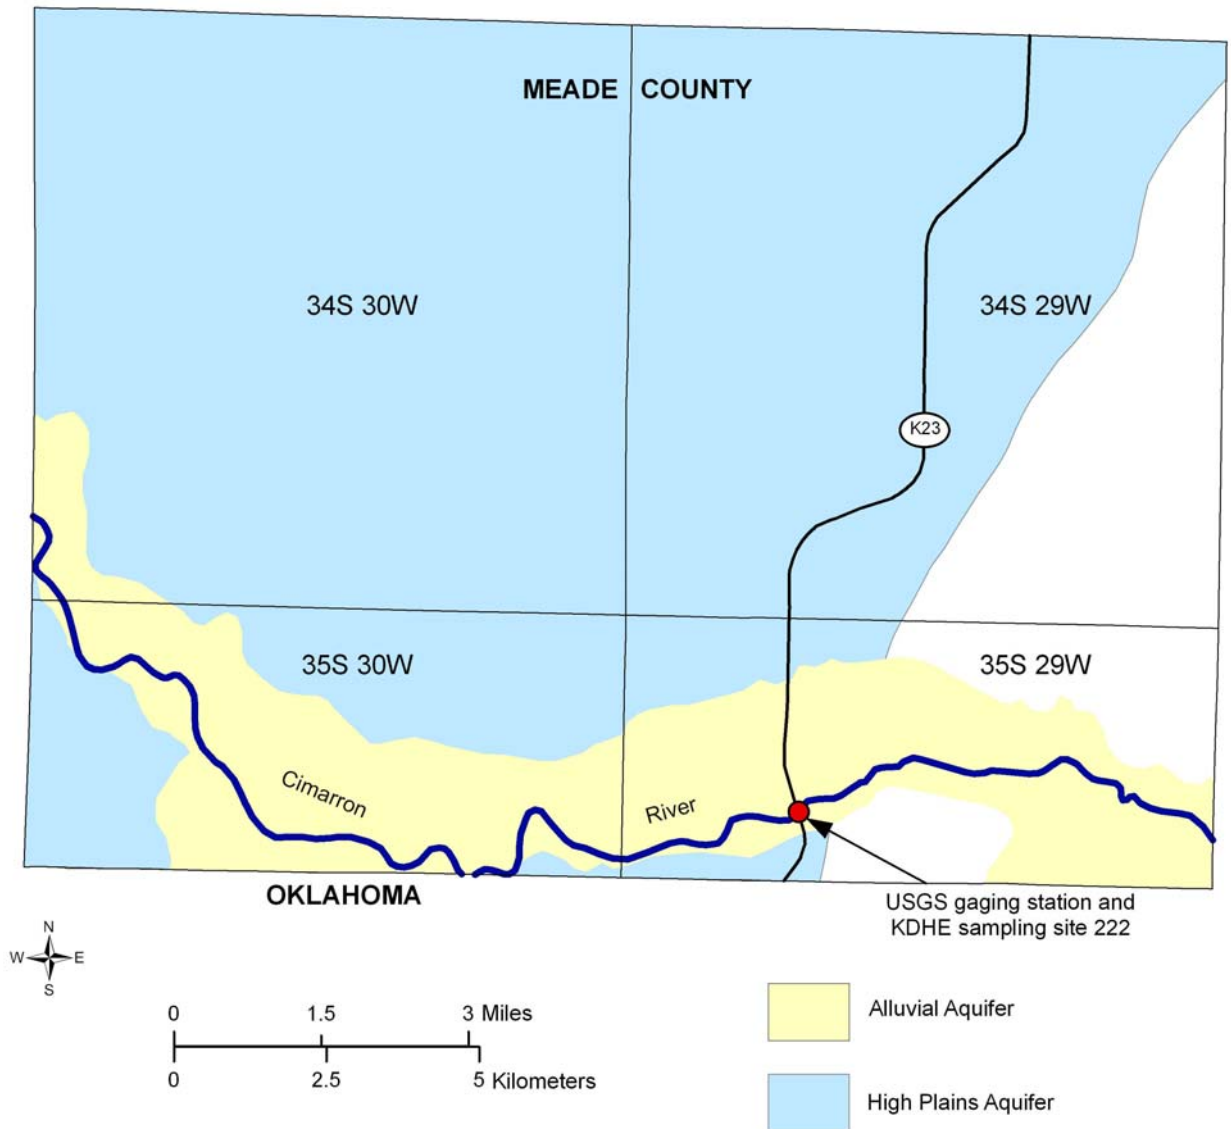 MEADE COUNTY
34S 30W
34S 29W
K23
35S 30W
35S 29W
Cimarron
River
OKLAHOMA
USGS gaging station and
KDHE sampling site 222
N
W E
S
0 1.5 3 Miles
0 2.5 5 Kilometers
Alluvial Aquifer
High Plains Aquifer